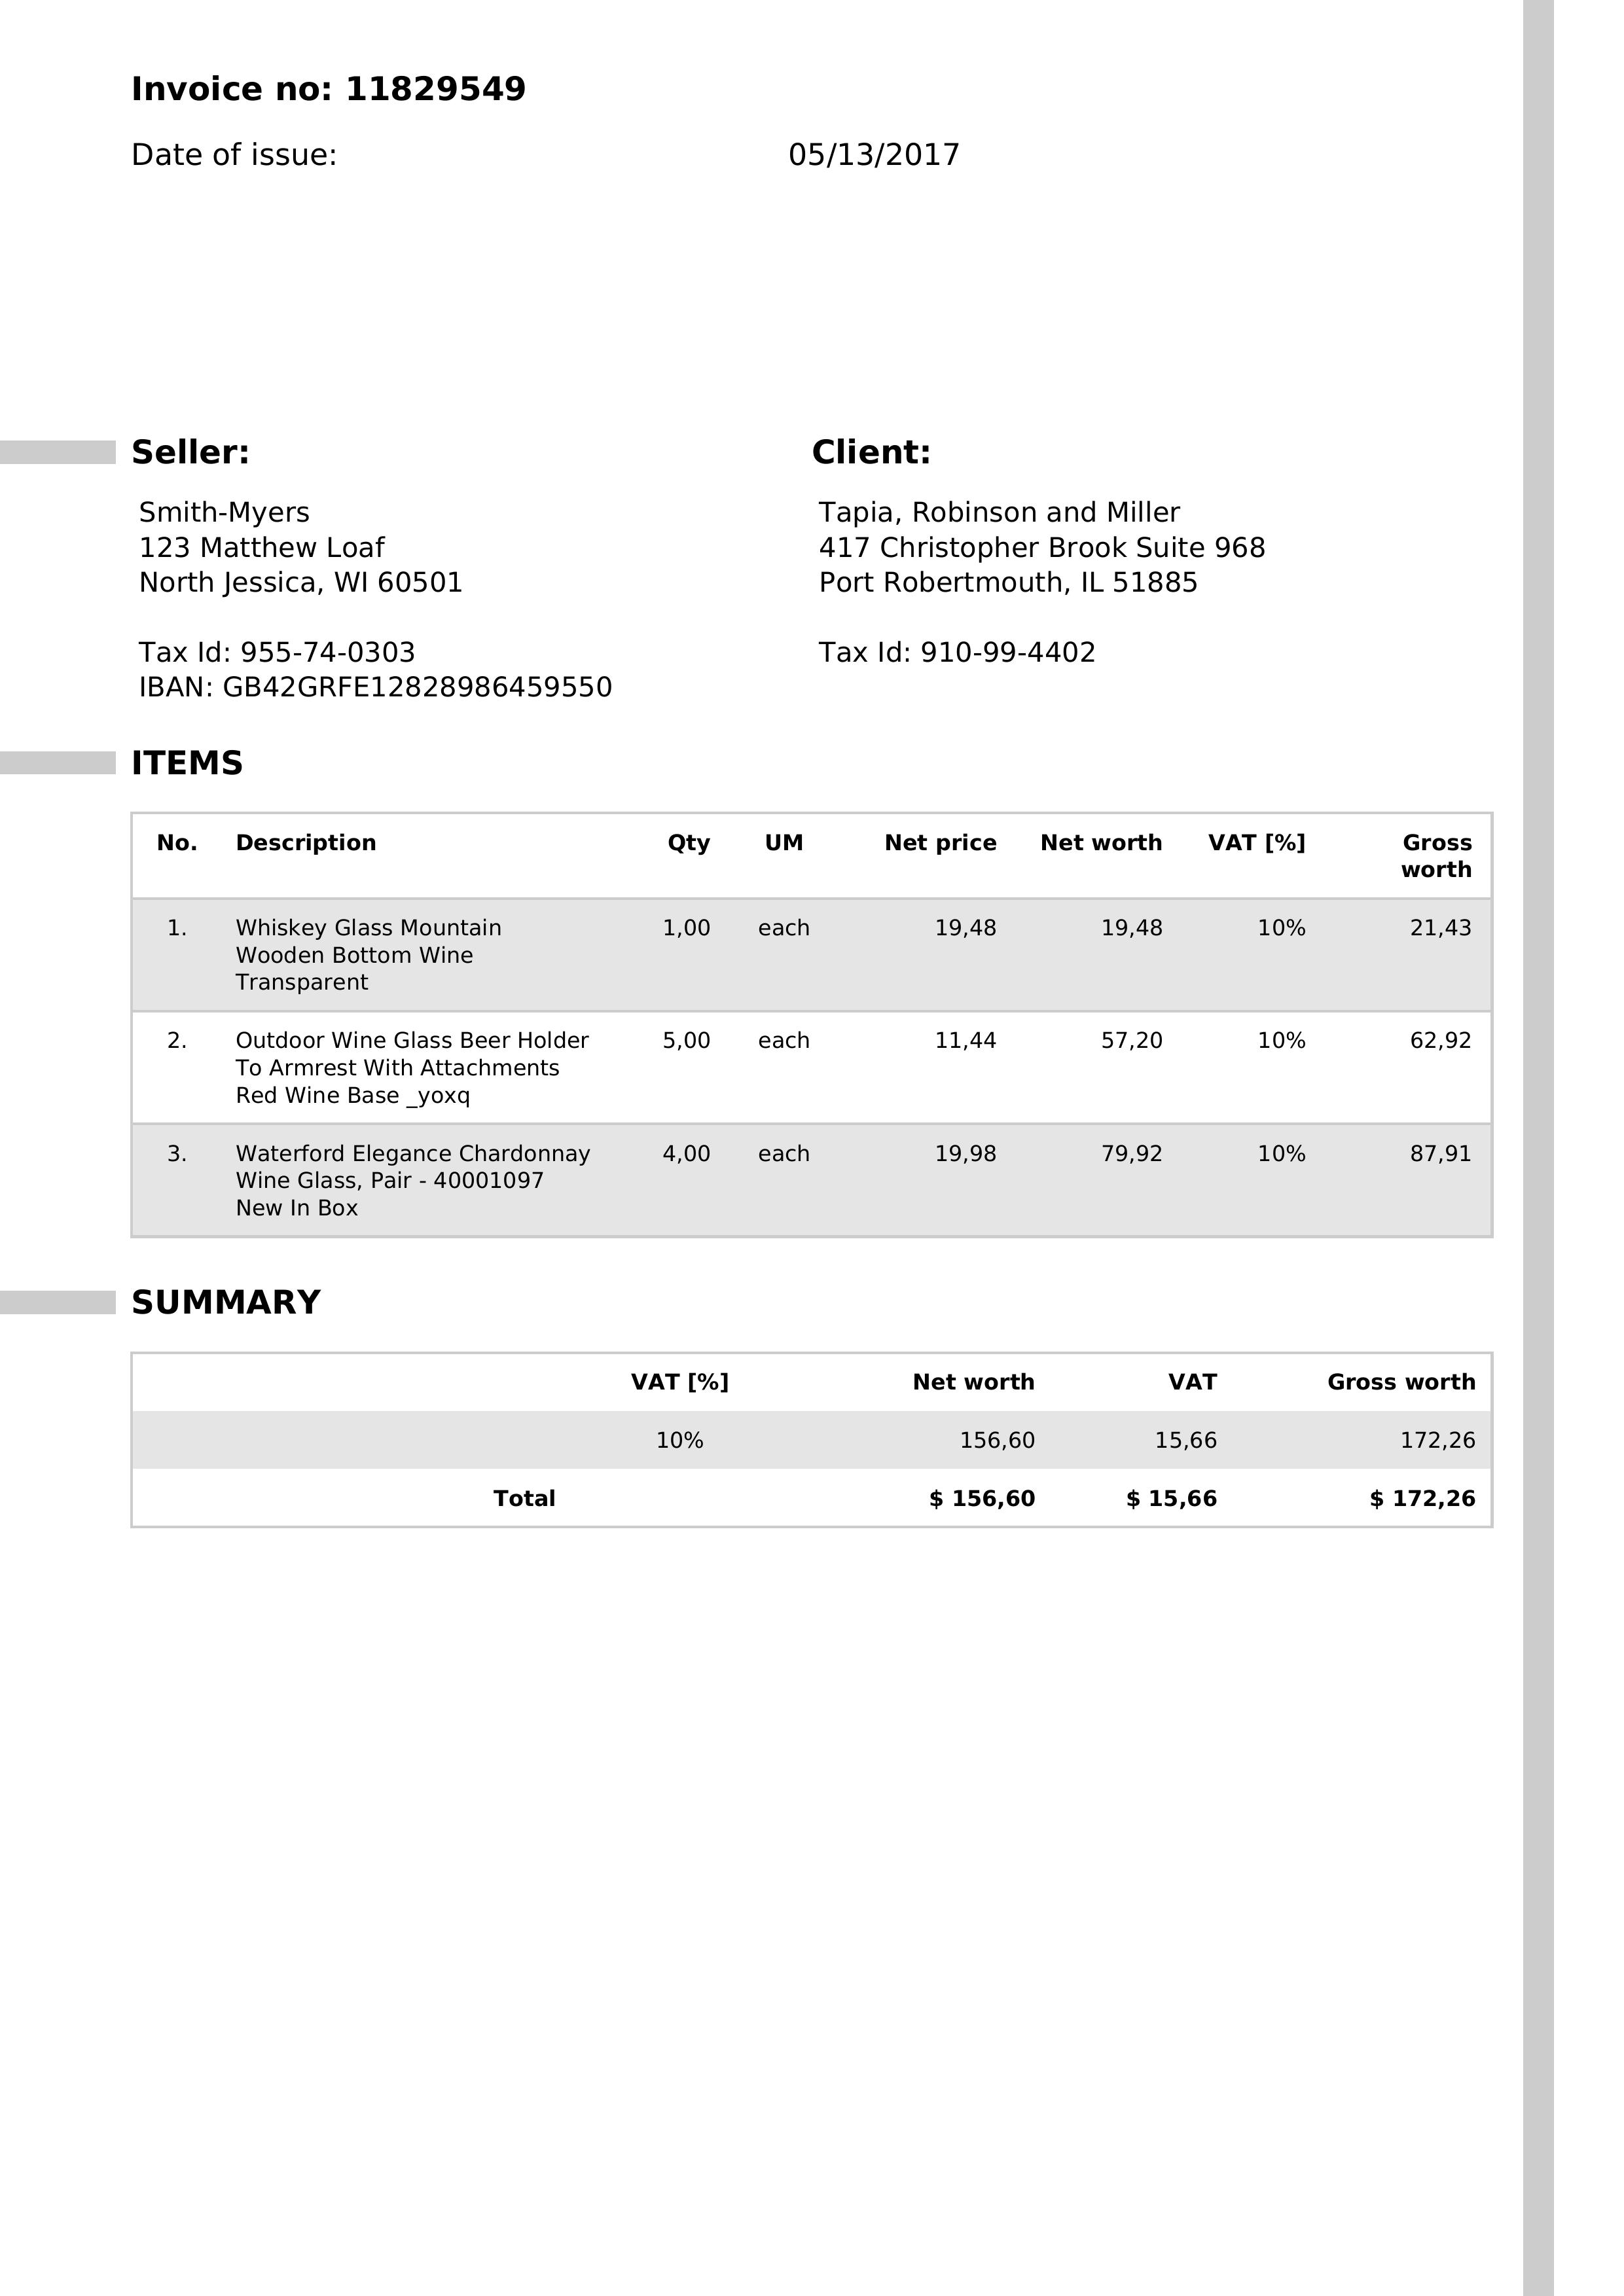 Invoice no: 11829549
Date of issue: 05/13/2017
Seller:
Smith-Myers
123 Matthew Loaf
North Jessica, WI 60501
Tax Id: 955-74-0303
IBAN: GB42GRFE12828986459550
Client:
Tapia, Robinson and Miller
417 Christopher Brook Suite 968
Port Robertmouth, IL 51885
Tax Id: 910-99-4402
ITEMS
No. Description Qty UM Net price Net worth VAT [%] Gross
worth
1. Whiskey Glass Mountain 1,00 each 19,48 19,48 10% 21,43
Wooden Bottom Wine
Transparent
2. Outdoor Wine Glass Beer Holder 5,00 each 11,44 57,20 10% 62,92
To Armrest With Attachments
Red Wine Base _yoxq
3. Waterford Elegance Chardonnay 4,00 each 19,98 79,92 10% 87,91
Wine Glass, Pair - 40001097
New In Box
SUMMARY
VAT [%] Net worth VAT Gross worth
10% 156,60 15,66 172,26
Total $ 156,60 $ 15,66 $ 172,26